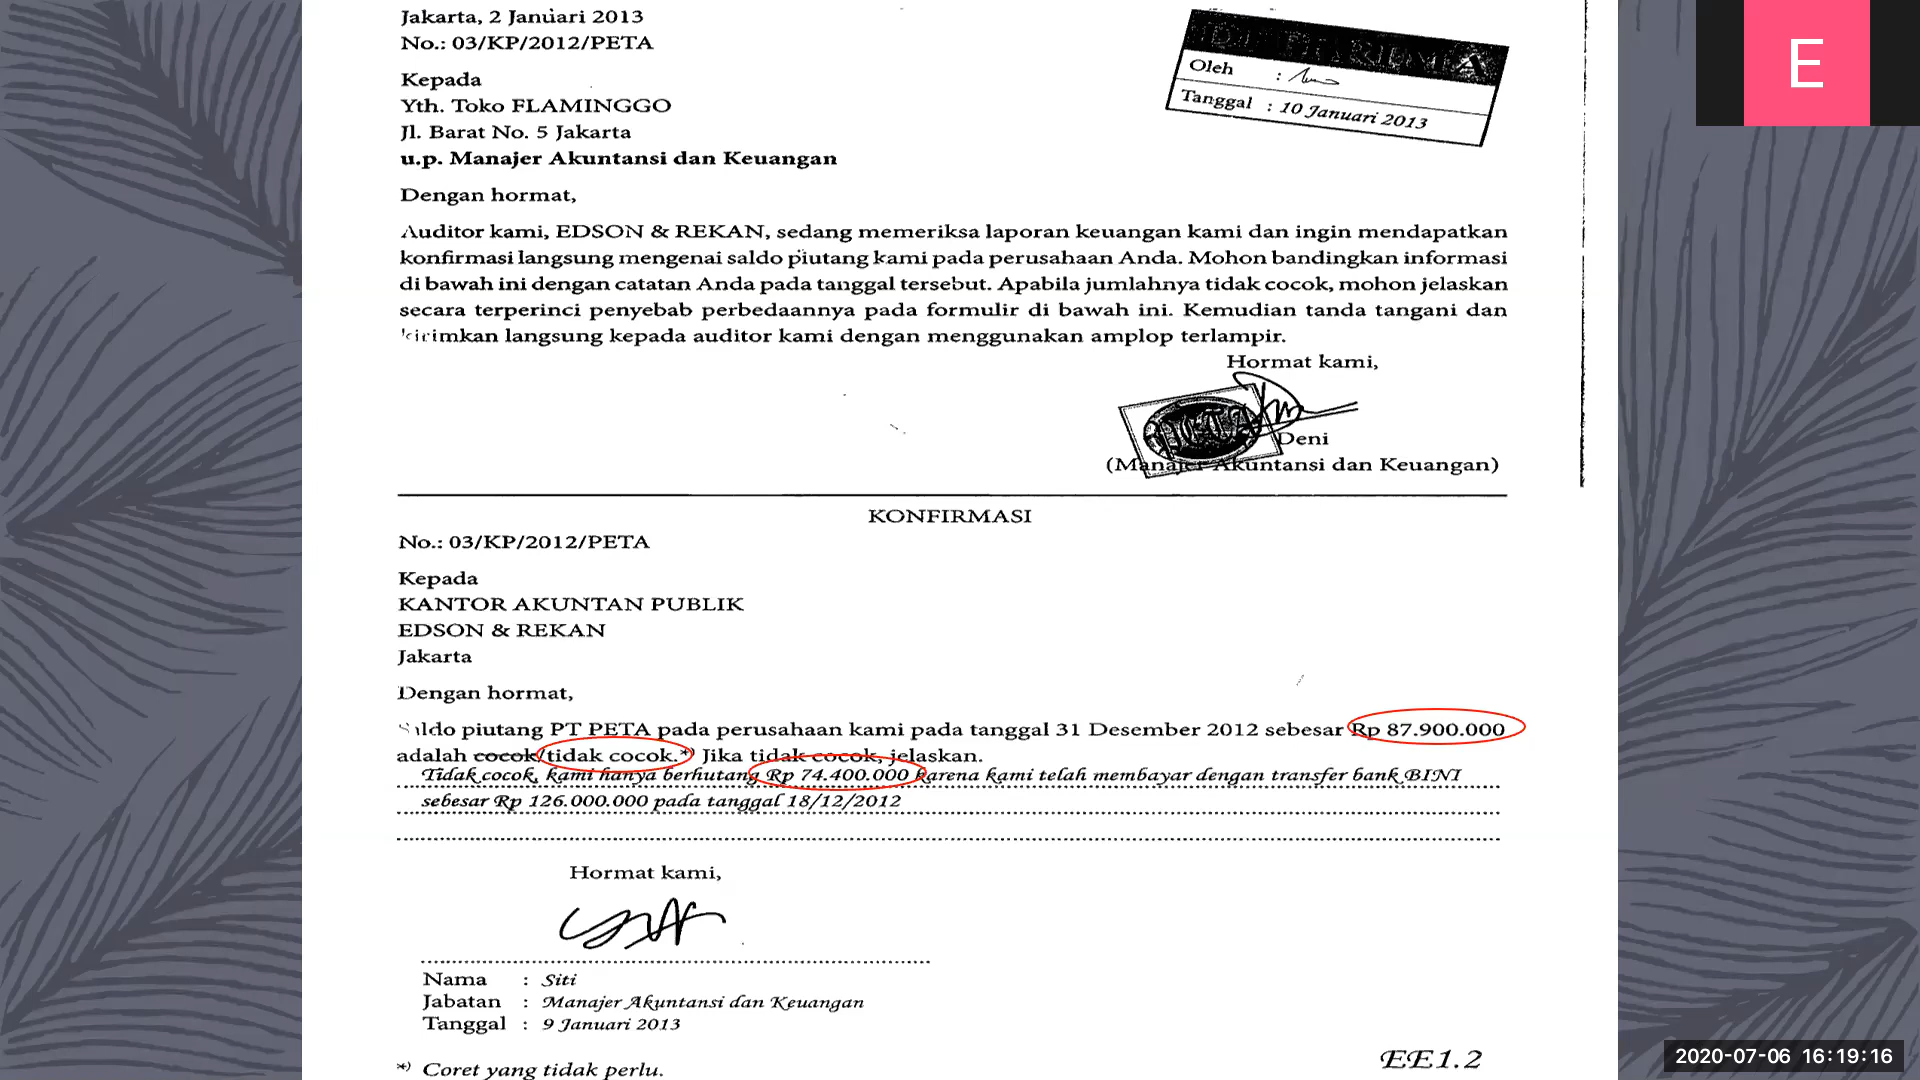 Jakarta, 2 Januari 2013
No.: 03/KP/2012/PETA
DITERIMA
Oleh :
Tanggal : 10 Januari 2013
E
Kepada
Yth. Toko FLAMINGGO
Jl. Barat No. 5 Jakarta
u.p. Manajer Akuntansi dan Keuangan
Dengan hormat,
Auditor kami, EDSON & REKAN, sedang memeriksa laporan keuangan kami dan ingin mendapatkan
konfirmasi langsung mengenai saldo piutang kami pada perusahaan Anda. Mohon bandingkan informasi
di bawah ini dengan catatan Anda pada tanggal tersebut. Apabila jumlahnya tidak cocok, mohon jelaskan
secara terperinci penyebab perbedaannya pada formulir di bawah ini. Kemudian tanda tangani dan
kirimkan langsung kepada auditor kami dengan menggunakan amplop terlampir.
Hormat kami,
PETA
Deni
(Manajer Akuntansi dan Keuangan)
KONFIRMASI
No.: 03/KP/2012/PETA
Kepada
KANTOR AKUNTAN PUBLIK
EDSON & REKAN
Jakarta
Dengan hormat,
Saldo piutang PT PETA pada perusahaan kami pada tanggal 31 Desember 2012 sebesar Rp 87.900.000
adalah cocok/tidak cocok.*) Jika tidak cocok, jelaskan.
Tidak cocok, kami hanya berhutang Rp 74.400.000 karena kami telah membayar dengan transfer bank BINI
sebesar Rp 126.000.000 pada tanggal 18/12/2012
Hormat kami,
Nama : Siti
Jabatan : Manajer Akuntansi dan Keuangan
Tanggal : 9 Januari 2013
*) Coret yang tidak perlu.
EE1.2
2020-07-06 16:19:16